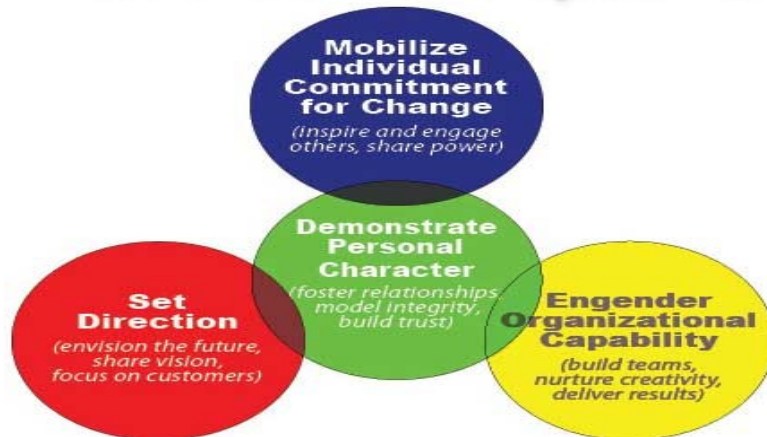 Mobilize
Individual
Commitment
for Change
(inspire and engage
others, share power)
Demonstrate
Personal
Character
(foster relationships,
model integrity,
build trust)
Set
Direction
(envision the future,
share vision,
focus on customers)
Engender
Organizational
Capability
(build teams,
nurture creativity,
deliver results)